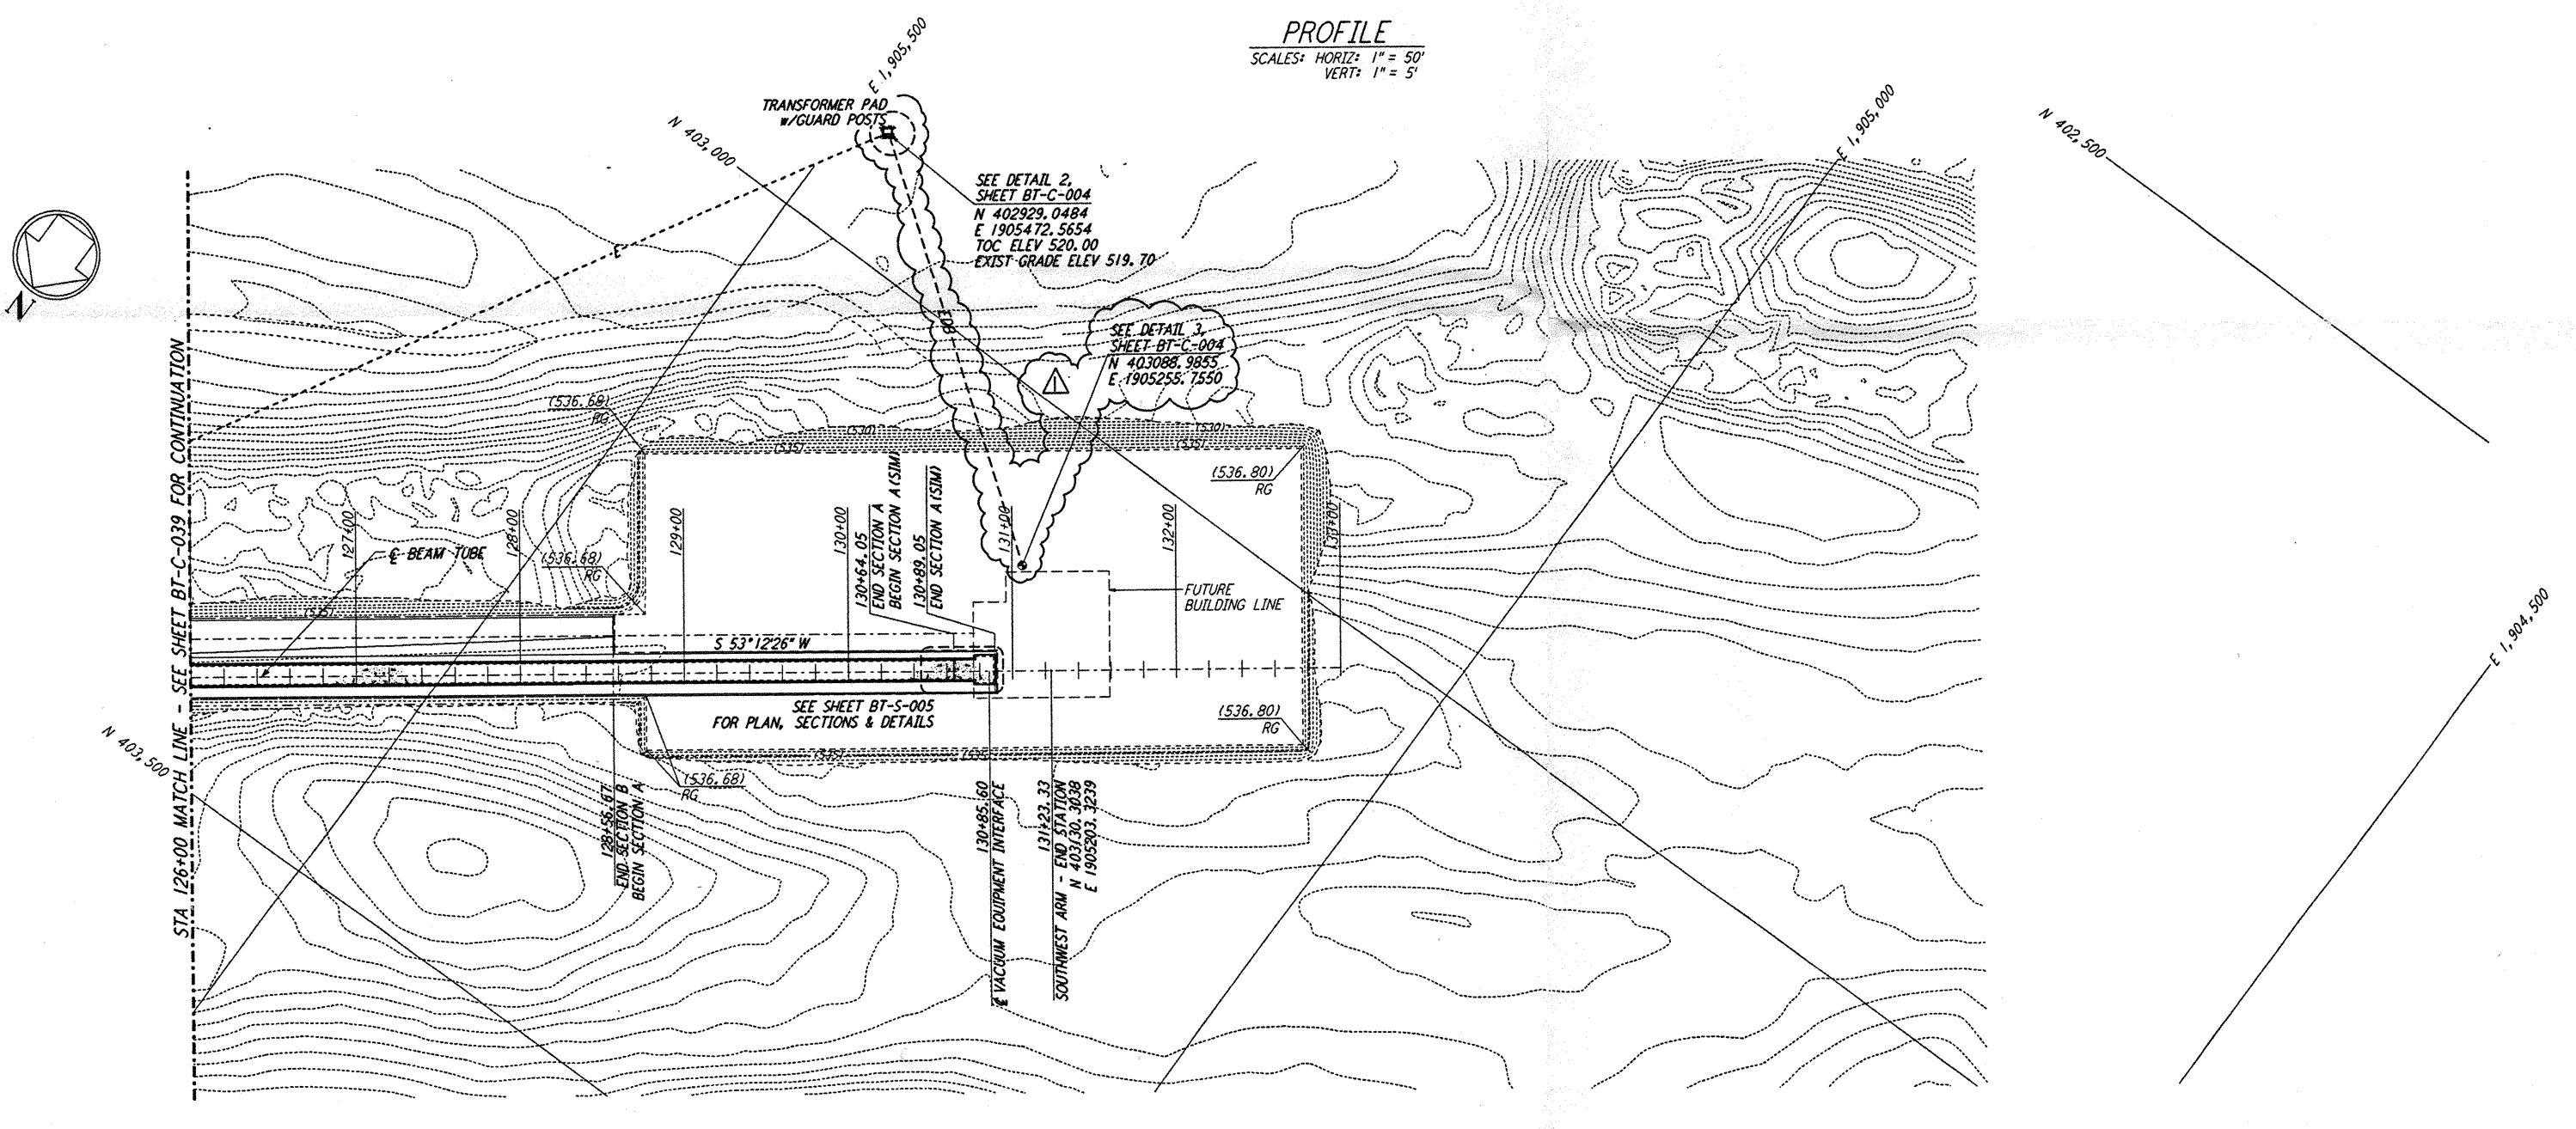 PROFILE
SCALES: HORIZ: 1" = 50'
VERT: 1" = 5'
E 1,905,500
TRANSFORMER PAD
w/GUARD POSTS
N 403,000
E 1,905,000
N 402,500
SEE DETAIL 2,
SHEET BT-C-004
N 402929.0484
E 1905472.5654
TOC ELEV 520.00
EXIST GRADE ELEV 519.70
N
E
SEE DETAIL 3,
SHEET BT-C-004
N 403088.9855
E 1905255.7550
1
(536.68)
RG
(530)
(530)
(535)
(535)
(536.80)
RG
STA 126+00 MATCH LINE - SEE SHEET BT-C-039 FOR CONTINUATION
127+00
128+00
129+00
130+00
131+00
132+00
133+00
130+64.05
END SECTION A
BEGIN SECTION A(SIM)
130+89.05
END SECTION A(SIM)
℄ BEAM TUBE
(536.68)
RG
(535)
FUTURE
BUILDING LINE
S 53°12'26" W
E 1,904,500
SEE SHEET BT-S-005
FOR PLAN, SECTIONS & DETAILS
(536.80)
RG
N 403,500
(535)
(536.68)
RG
128+56.67
END SECTION B
BEGIN SECTION A
130+85.60
℄ VACUUM EQUIPMENT INTERFACE
131+23.33
SOUTHWEST ARM - END STATION
N 403130.3038
E 1905203.3239